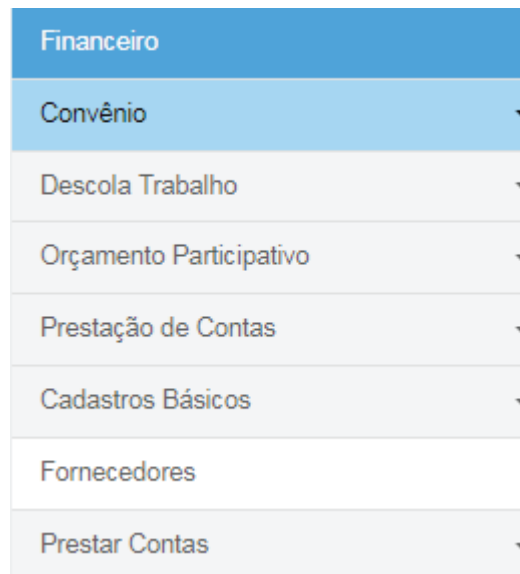 Financeiro
Convênio
Descola Trabalho
Orçamento Participativo
Prestação de Contas
Cadastros Básicos
Fornecedores
Prestar Contas